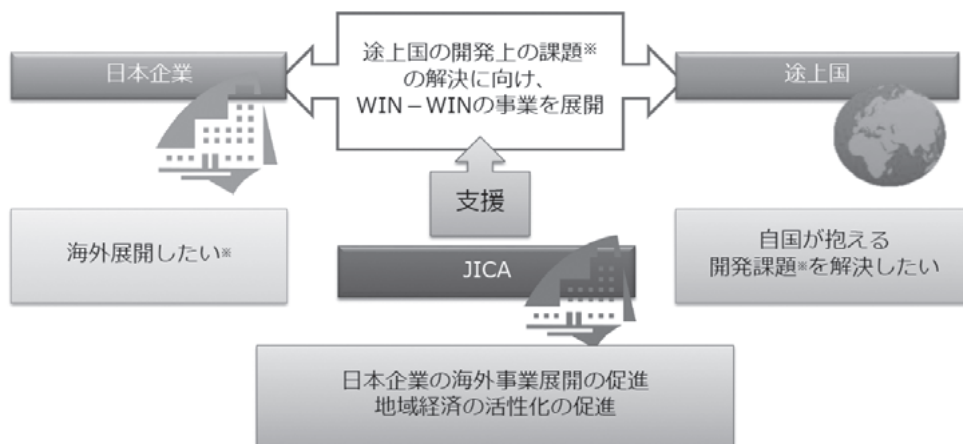 途上国の開発上の課題※
の解決に向け、
WIN－WINの事業を展開
日本企業
途上国
支援
海外展開したい※
JICA
自国が抱える
開発課題※を解決したい
日本企業の海外事業展開の促進
地域経済の活性化の促進